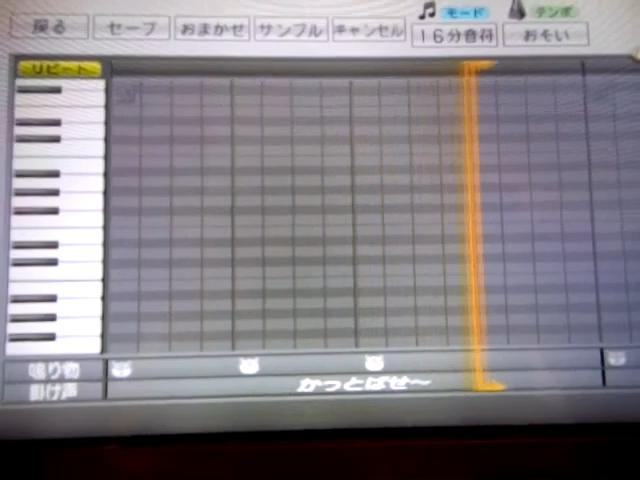 モード
テンポ
戻る
セーブ
おまかせ
サンプル
キャンセル
16分音符
おそい
リピート
鳴り物
掛け声
かっとばせ～